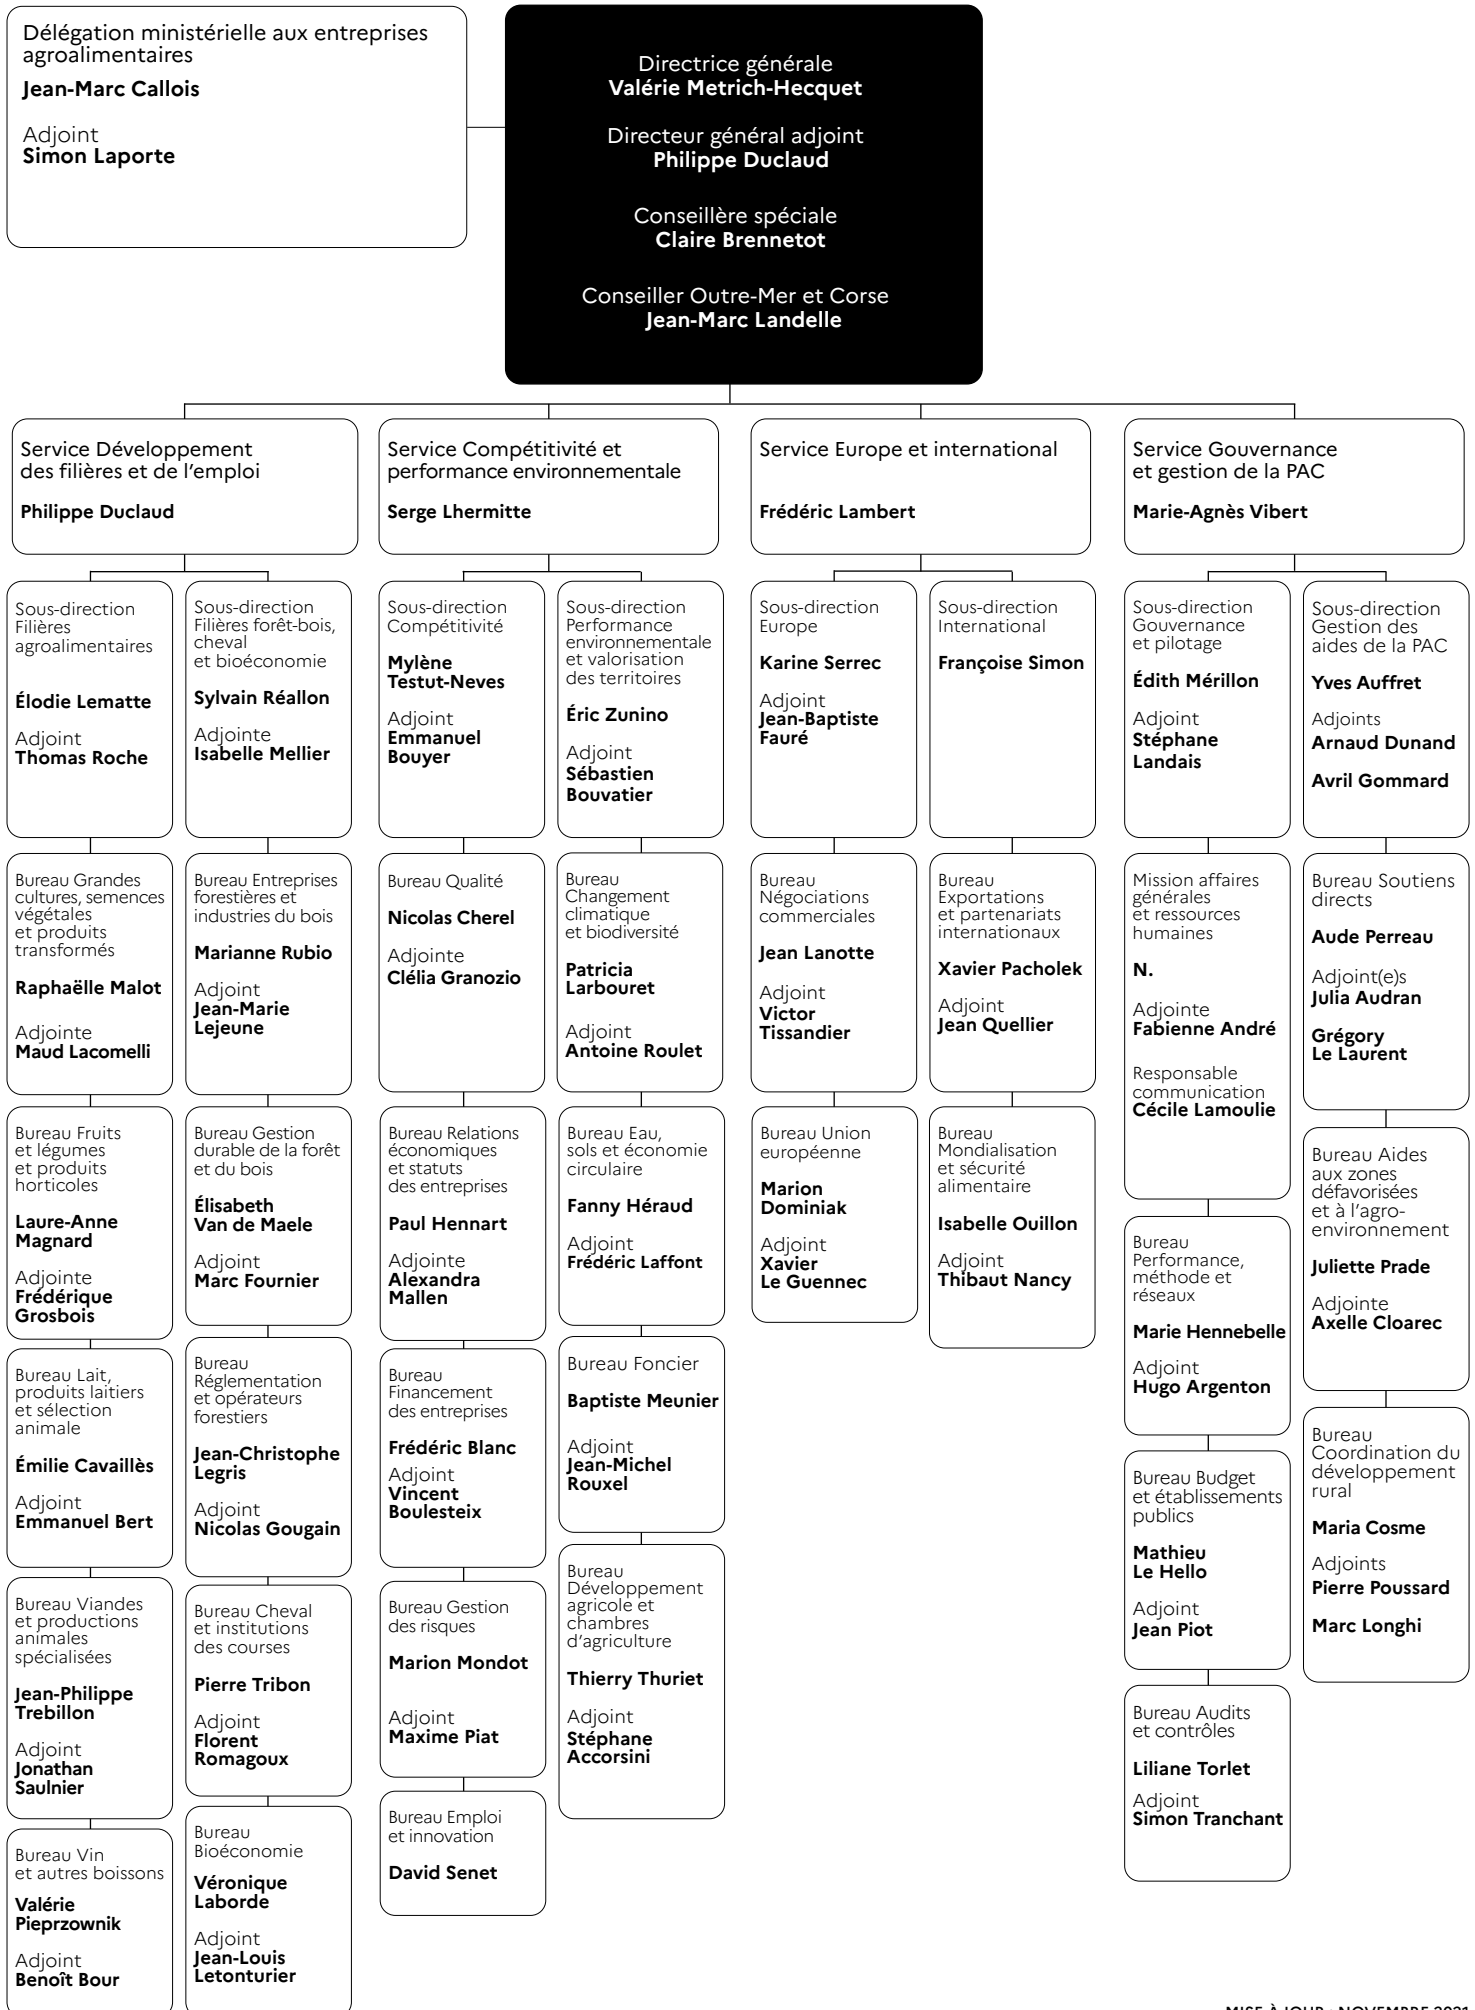 Délégation ministérielle aux entreprises
agroalimentaires
Jean-Marc Callois
Adjoint
Simon Laporte
Directrice générale
Valérie Metrich-Hecquet
Directeur général adjoint
Philippe Duclaud
Conseillère spéciale
Claire Brennetot
Conseiller Outre-Mer et Corse
Jean-Marc Landelle
Service Développement
des filières et de l'emploi
Philippe Duclaud
Service Compétitivité et
performance environnementale
Serge Lhermitte
Service Europe et international
Frédéric Lambert
Service Gouvernance
et gestion de la PAC
Marie-Agnès Vibert
Sous-direction
Filières
agroalimentaires
Élodie Lematte
Adjoint
Thomas Roche
Sous-direction
Filières forêt-bois,
cheval
et bioéconomie
Sylvain Réallon
Adjointe
Isabelle Mellier
Sous-direction
Compétitivité
Mylène
Testut-Neves
Adjoint
Emmanuel
Bouyer
Sous-direction
Performance
environnementale
et valorisation
des territoires
Éric Zunino
Adjoint
Sébastien
Bouvatier
Sous-direction
Europe
Karine Serrec
Adjoint
Jean-Baptiste
Fauré
Sous-direction
International
Françoise Simon
Sous-direction
Gouvernance
et pilotage
Édith Mérillon
Adjoint
Stéphane
Landais
Sous-direction
Gestion des
aides de la PAC
Yves Auffret
Adjoints
Arnaud Dunand
Avril Gommard
Bureau Grandes
cultures, semences
végétales
et produits
transformés
Raphaëlle Malot
Adjointe
Maud Lacomelli
Bureau Entreprises
forestières et
industries du bois
Marianne Rubio
Adjoint
Jean-Marie
Lejeune
Bureau Qualité
Nicolas Cherel
Adjointe
Clélia Granozio
Bureau
Changement
climatique
et biodiversité
Patricia
Larbouret
Adjoint
Antoine Roulet
Bureau
Négociations
commerciales
Jean Lanotte
Adjoint
Victor
Tissandier
Bureau
Exportations
et partenariats
internationaux
Xavier Pacholek
Adjoint
Jean Quellier
Mission affaires
générales
et ressources
humaines
N.
Adjointe
Fabienne André
Responsable
communication
Cécile Lamoulie
Bureau Soutiens
directs
Aude Perreau
Adjoint(e)s
Julia Audran
Grégory
Le Laurent
Bureau Fruits
et légumes
et produits
horticoles
Laure-Anne
Magnard
Adjointe
Frédérique
Grosbois
Bureau Gestion
durable de la forêt
et du bois
Élisabeth
Van de Maele
Adjoint
Marc Fournier
Bureau Relations
économiques
et statuts
des entreprises
Paul Hennart
Adjointe
Alexandra
Mallen
Bureau Eau,
sols et économie
circulaire
Fanny Héraud
Adjoint
Frédéric Laffont
Bureau Union
européenne
Marion
Dominiak
Adjoint
Xavier
Le Guennec
Bureau
Mondialisation
et sécurité
alimentaire
Isabelle Ouillon
Adjoint
Thibaut Nancy
Bureau
Performance,
méthode et
réseaux
Marie Hennebelle
Adjoint
Hugo Argenton
Bureau Aides
aux zones
défavorisées
et à l'agro-
environnement
Juliette Prade
Adjointe
Axelle Cloarec
Bureau Lait,
produits laitiers
et sélection
animale
Émilie Cavaillès
Adjoint
Emmanuel Bert
Bureau
Réglementation
et opérateurs
forestiers
Jean-Christophe
Legris
Adjoint
Nicolas Gougain
Bureau
Financement
des entreprises
Frédéric Blanc
Adjoint
Vincent
Boulesteix
Bureau Foncier
Baptiste Meunier
Adjoint
Jean-Michel
Rouxel
Bureau Budget
et établissements
publics
Mathieu
Le Hello
Adjoint
Jean Piot
Bureau
Coordination du
développement
rural
Maria Cosme
Adjoints
Pierre Poussard
Marc Longhi
Bureau Viandes
et productions
animales
spécialisées
Jean-Philippe
Trebillon
Adjoint
Jonathan
Saulnier
Bureau Cheval
et institutions
des courses
Pierre Tribon
Adjoint
Florent
Romagoux
Bureau Gestion
des risques
Marion Mondot
Adjoint
Maxime Piat
Bureau
Développement
agricole et
chambres
d'agriculture
Thierry Thuriet
Adjoint
Stéphane
Accorsini
Bureau Audits
et contrôles
Liliane Torlet
Adjoint
Simon Tranchant
Bureau Vin
et autres boissons
Valérie
Pieprzownik
Adjoint
Benoît Bour
Bureau
Bioéconomie
Véronique
Laborde
Adjoint
Jean-Louis
Letonturier
Bureau Emploi
et innovation
David Senet
MISE À JOUR : NOVEMBRE 2021